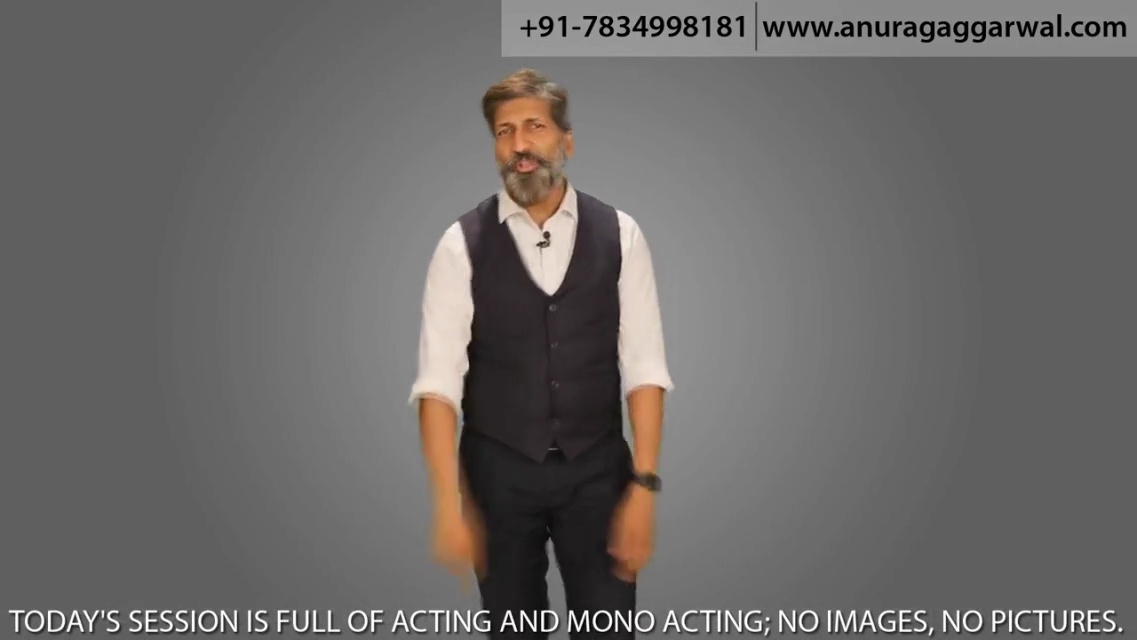 +91-7834998181 | www.anuragaggarwal.com
TODAY'S SESSION IS FULL OF ACTING AND MONO ACTING; NO IMAGES, NO PICTURES.